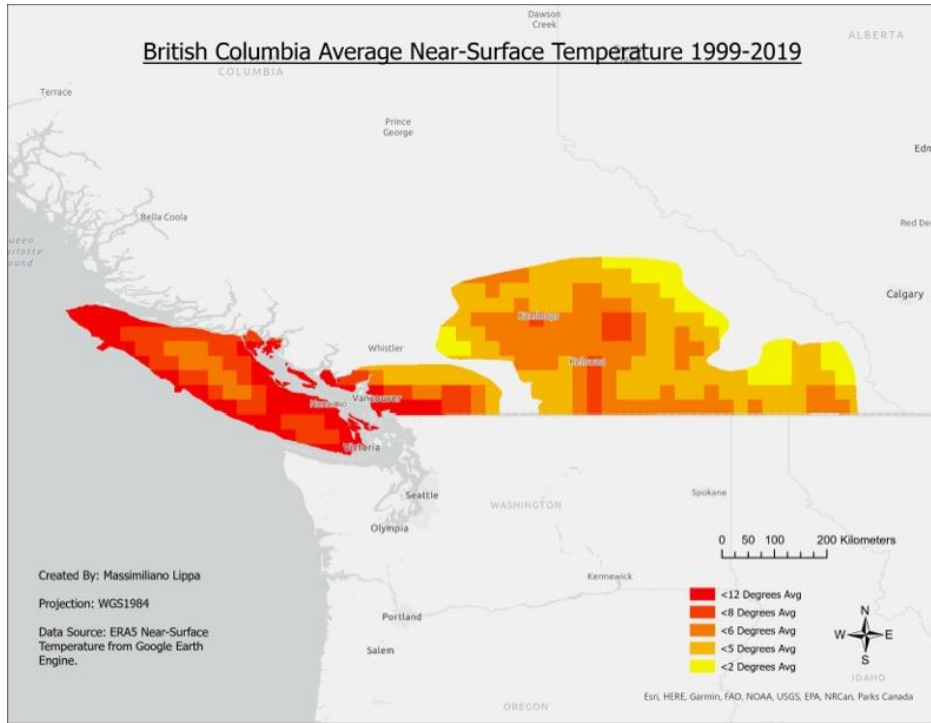 Dawson
Creek
ALBERTA
British Columbia Average Near-Surface Temperature 1999-2019
COLUMBIA
Terrace
Prince
George
Edm
Bella Coola
Red De
Calgary
Kamloops
Whistler
Kelowna
Nanaimo
Vancouver
Victoria
Seattle
WASHINGTON
Spokane
Olympia
0 50 100 200 Kilometers
Created By: Massimiliano Lippa
Kennewick
Projection: WGS1984
<12 Degrees Avg
<8 Degrees Avg
Portland
<6 Degrees Avg
Data Source: ERA5 Near-Surface
Temperature from Google Earth
Engine.
Salem
<5 Degrees Avg
<2 Degrees Avg
N
W E
S
IDAHO
Esri, HERE, Garmin, FAO, NOAA, USGS, EPA, NRCan, Parks Canada
OREGON